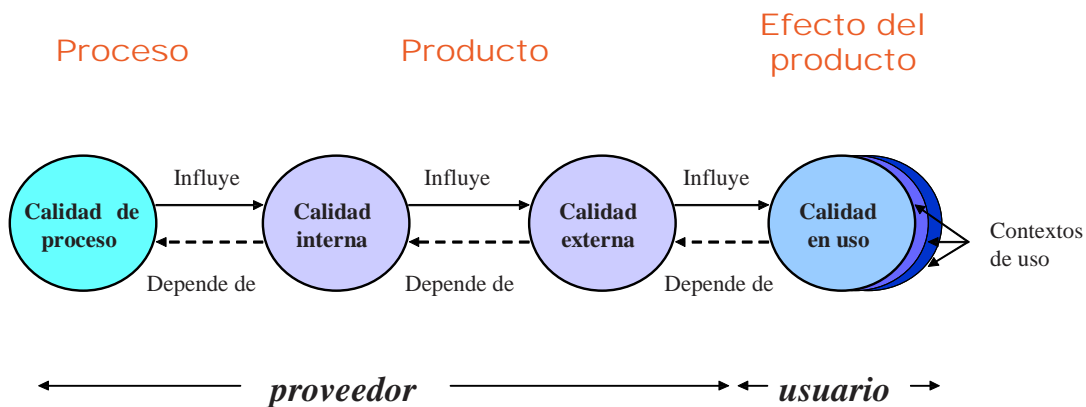 Proceso
Producto
Efecto del
producto
Influye
Influye
Influye
Calidad de
proceso
Calidad
interna
Calidad
externa
Calidad
en uso
Contextos
de uso
Depende de
Depende de
Depende de
proveedor
usuario